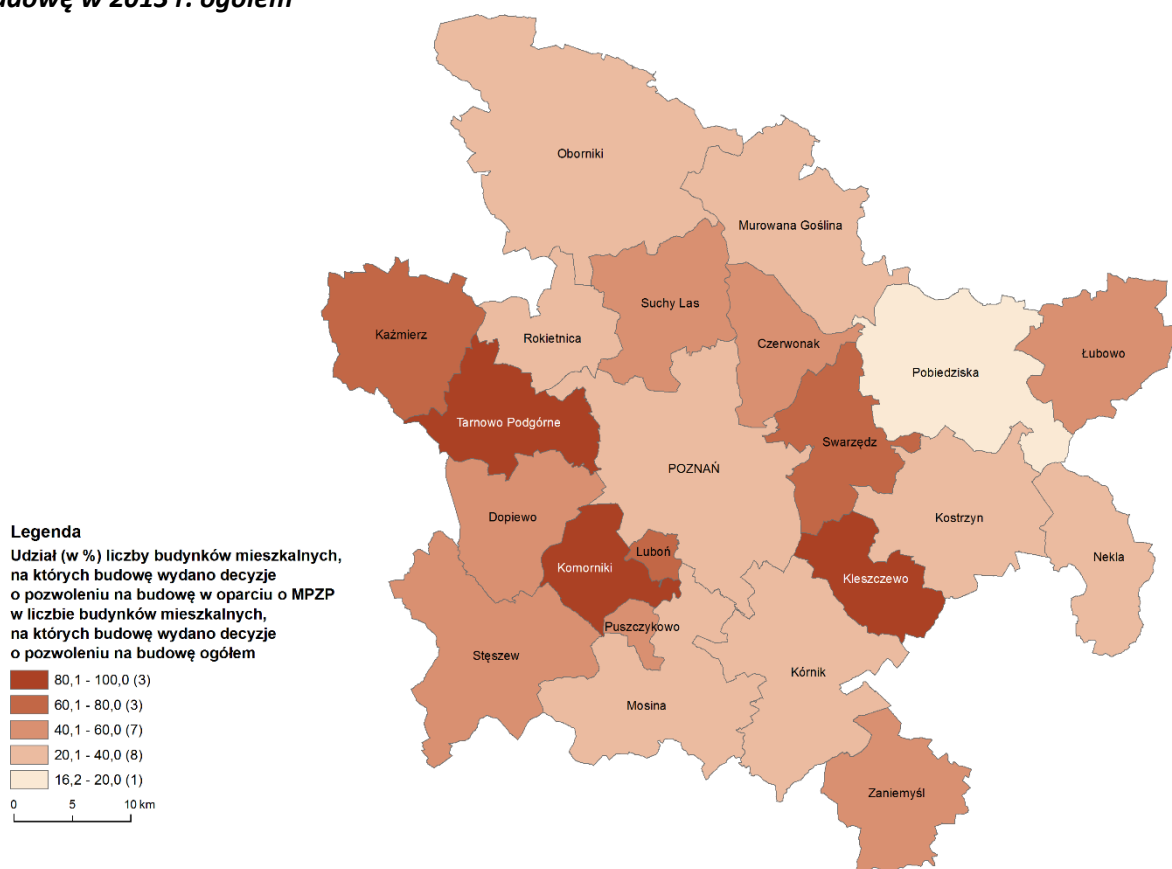 udowę w 2015 r. ogółem
Oborniki
Murowana Goślina
Suchy Las
Kaźmierz
Rokietnica
Czerwonak
Łubowo
Pobiedziska
Tarnowo Podgórne
Swarzędz
POZNAŃ
Dopiewo
Kostrzyn
Luboń
Nekla
Komorniki
Kleszczewo
Puszczykowo
Stęszew
Kórnik
Mosina
Zaniemyśl
Legenda
Udział (w %) liczby budynków mieszkalnych,
na których budowę wydano decyzje
o pozwoleniu na budowę w oparciu o MPZP
w liczbie budynków mieszkalnych,
na których budowę wydano decyzje
o pozwoleniu na budowę ogółem
80,1 - 100,0 (3)
60,1 - 80,0 (3)
40,1 - 60,0 (7)
20,1 - 40,0 (8)
16,2 - 20,0 (1)
0 5 10 km